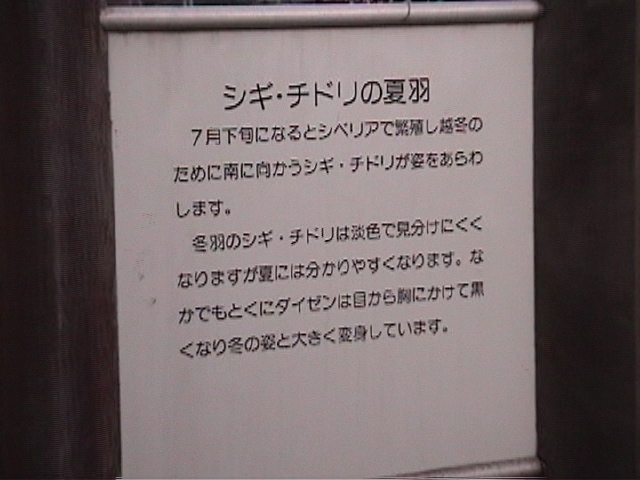 シギ・チドリの夏羽
7月下旬になるとシベリアで繁殖し越冬の
ために南に向かうシギ・チドリが姿をあらわ
します。
冬羽のシギ・チドリは淡色で見分けにくく
なりますが夏には分かりやすくなります。な
かでもとくにダイゼンは目から胸にかけて黒
くなり冬の姿と大きく変身しています。